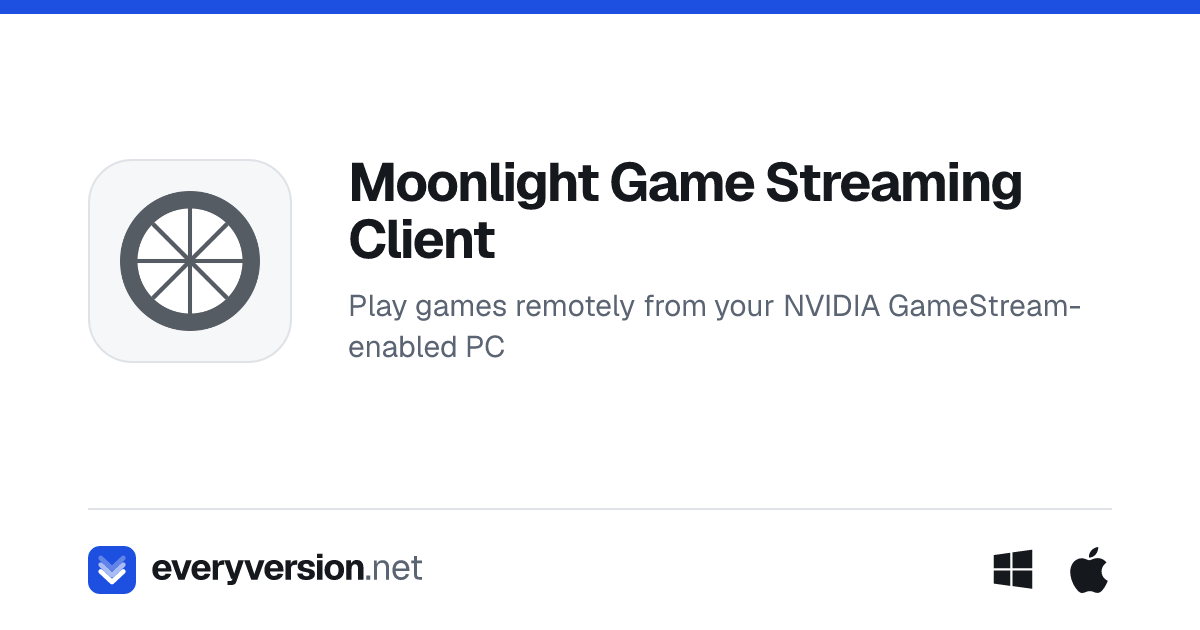 Moonlight Game Streaming
Client
Play games remotely from your NVIDIA GameStream-
enabled PC
everyversion.net